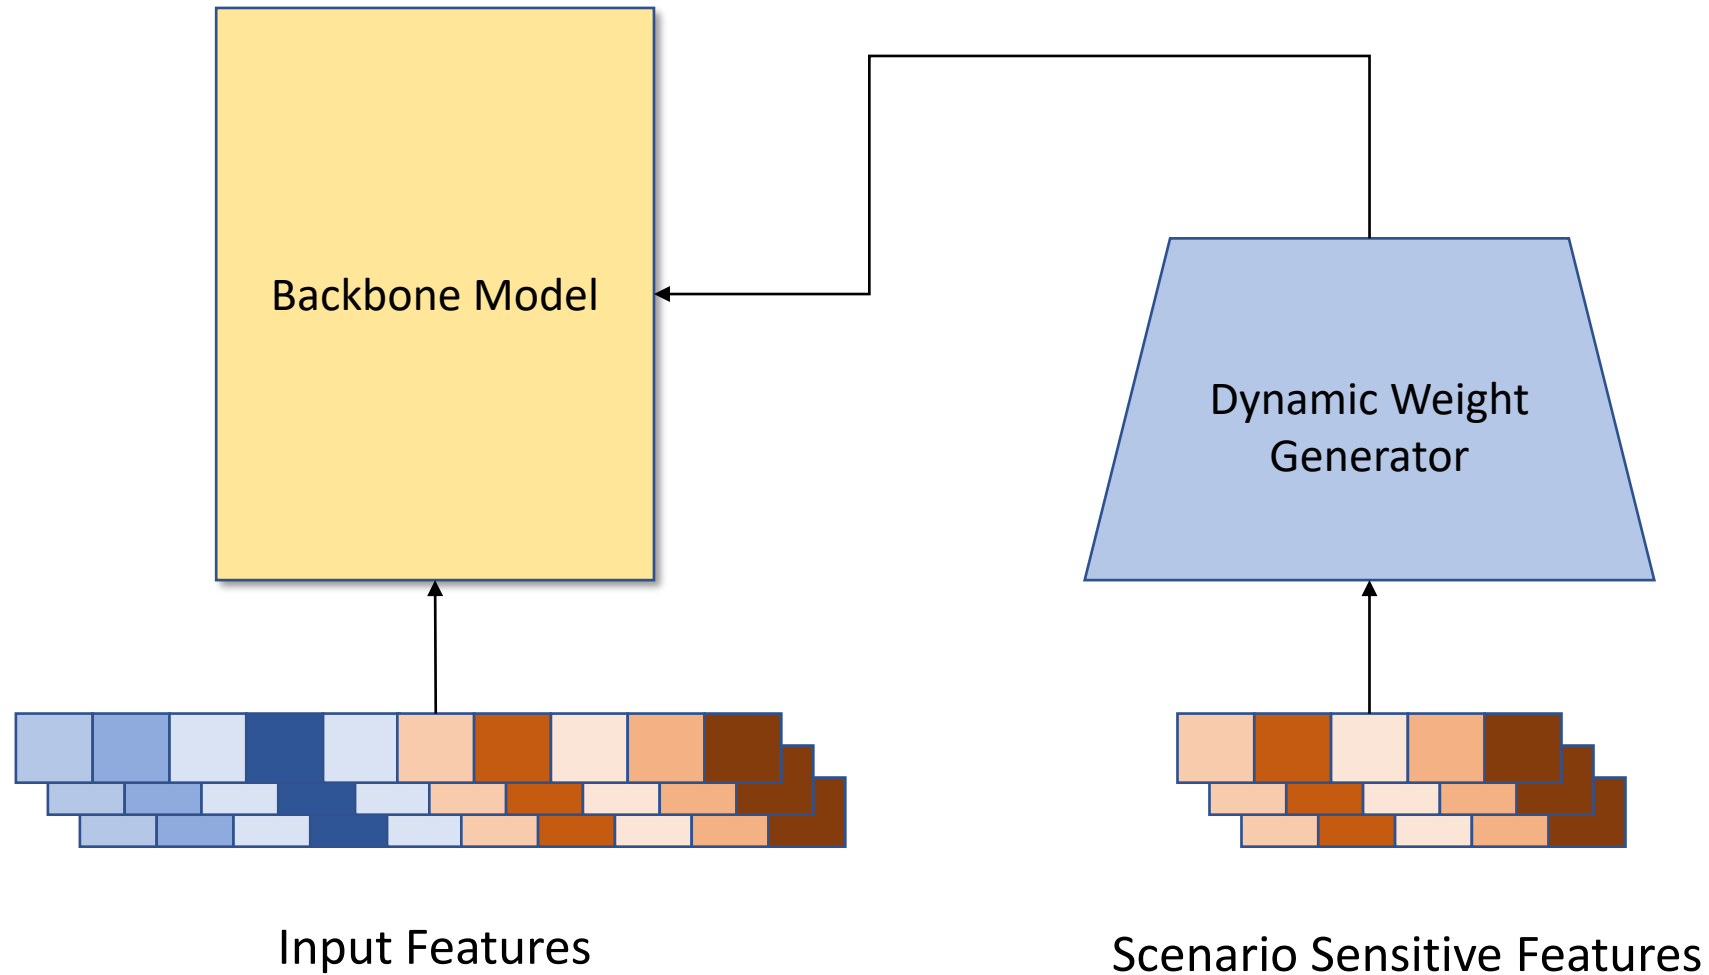 Backbone Model
Dynamic Weight
Generator
Input Features
Scenario Sensitive Features